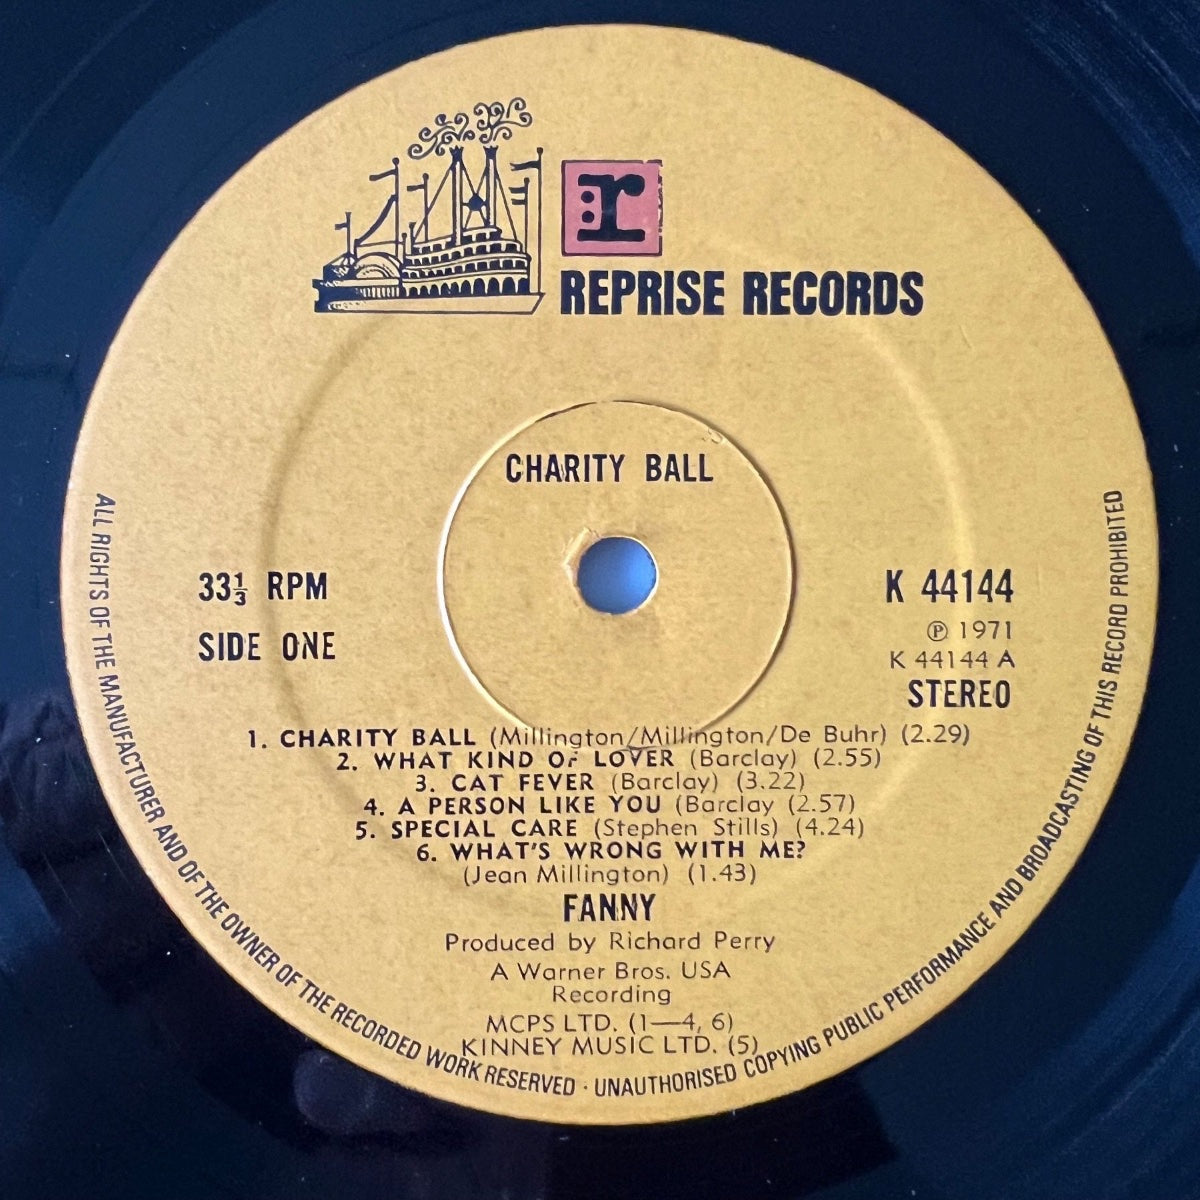 r
REPRISE RECORDS
CHARITY BALL
33⅓ RPM
SIDE ONE
K 44144
℗ 1971
K 44144 A
STEREO
1. CHARITY BALL (Millington/Millington/De Buhr) (2.29)
2. WHAT KIND OF LOVER (Barclay) (2.55)
3. CAT FEVER (Barclay) (3.22)
4. A PERSON LIKE YOU (Barclay (2.57)
5. SPECIAL CARE (Stephen Stills) (4.24)
6. WHAT'S WRONG WITH ME?
(Jean Millington) (1.43)
FANNY
Produced by Richard Perry
A Warner Bros. USA
Recording
MCPS LTD. (1—4, 6)
KINNEY MUSIC LTD. (5)
ALL RIGHTS OF THE MANUFACTURER AND OF THE OWNER OF THE RECORDED WORK RESERVED · UNAUTHORISED COPYING PUBLIC PERFORMANCE AND BROADCASTING OF THIS RECORD PROHIBITED